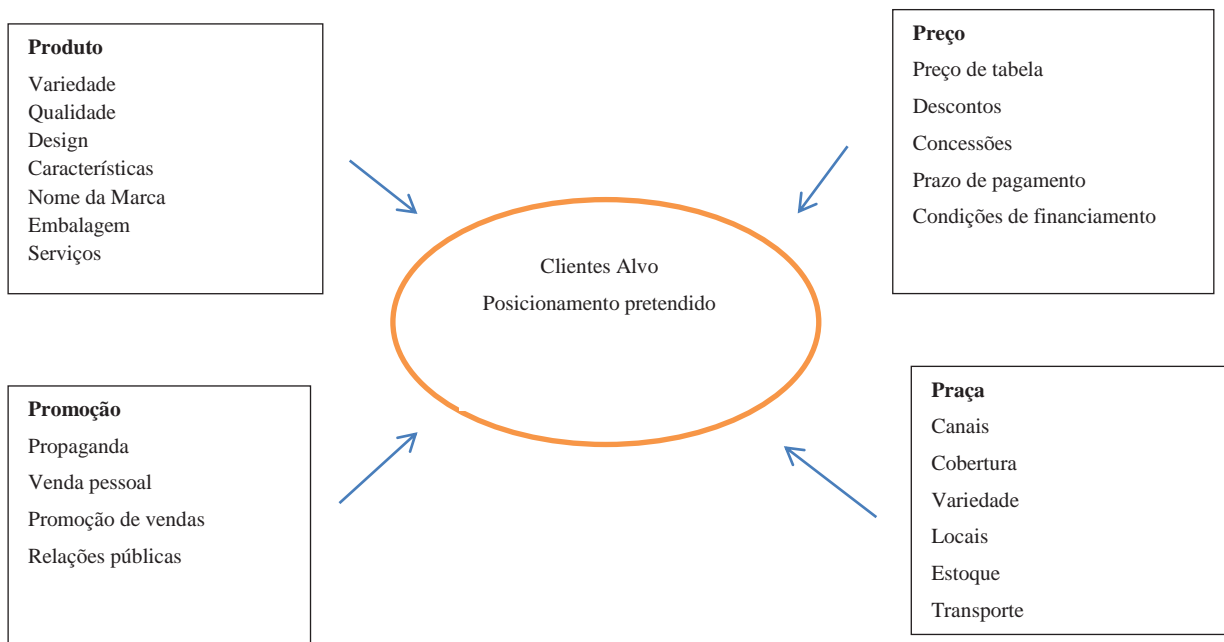 Produto
Variedade
Qualidade
Design
Características
Nome da Marca
Embalagem
Serviços
Preço
Preço de tabela
Descontos
Concessões
Prazo de pagamento
Condições de financiamento
Clientes Alvo
Posicionamento pretendido
Promoção
Propaganda
Venda pessoal
Promoção de vendas
Relações públicas
Praça
Canais
Cobertura
Variedade
Locais
Estoque
Transporte